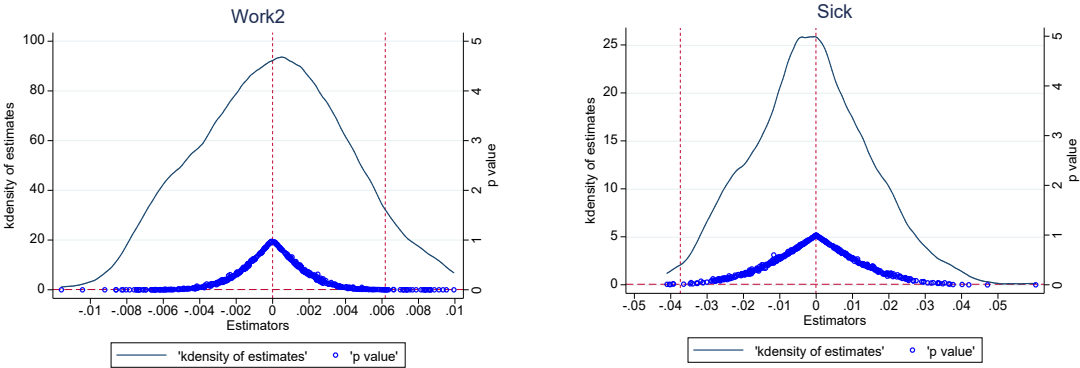 Work2
kdensity of estimates
100
80
60
40
20
0
5
4
3
2
1
0
p value
-.01 -.008 -.006 -.004 -.002 0 .002 .004 .006 .008 .01
Estimators
'kdensity of estimates' 'p value'
Sick
kdensity of estimates
25
20
15
10
5
0
5
4
3
2
1
0
p value
-.05 -.04 -.03 -.02 -.01 0 .01 .02 .03 .04 .05
Estimators
'kdensity of estimates' 'p value'